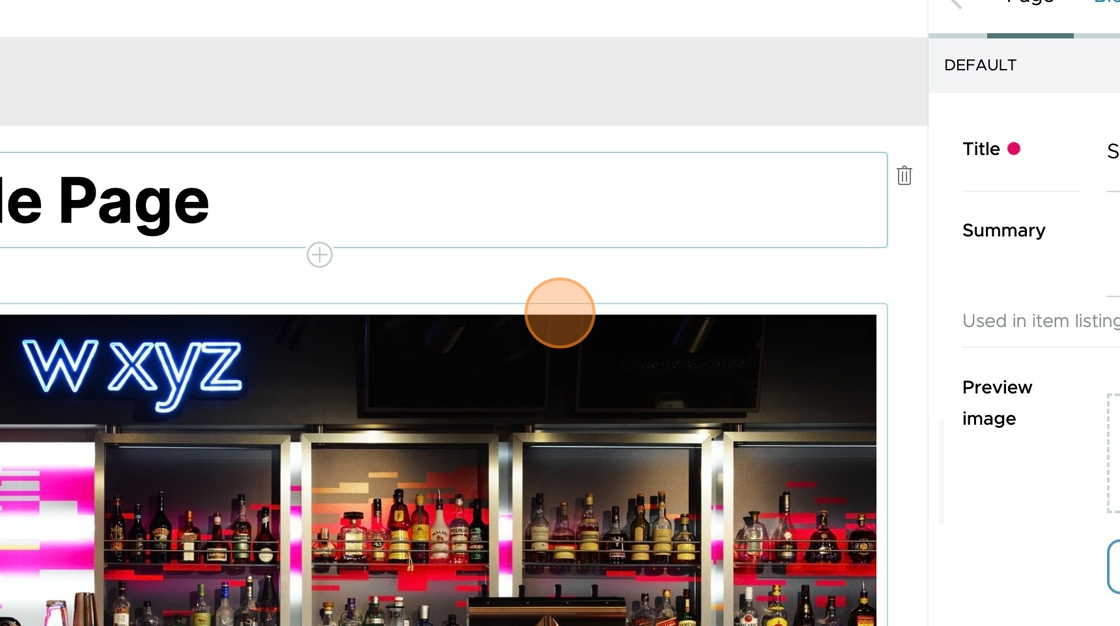 Page
DEFAULT
le Page
Title
S
Summary
Used in item listing
w xyz
Preview
image